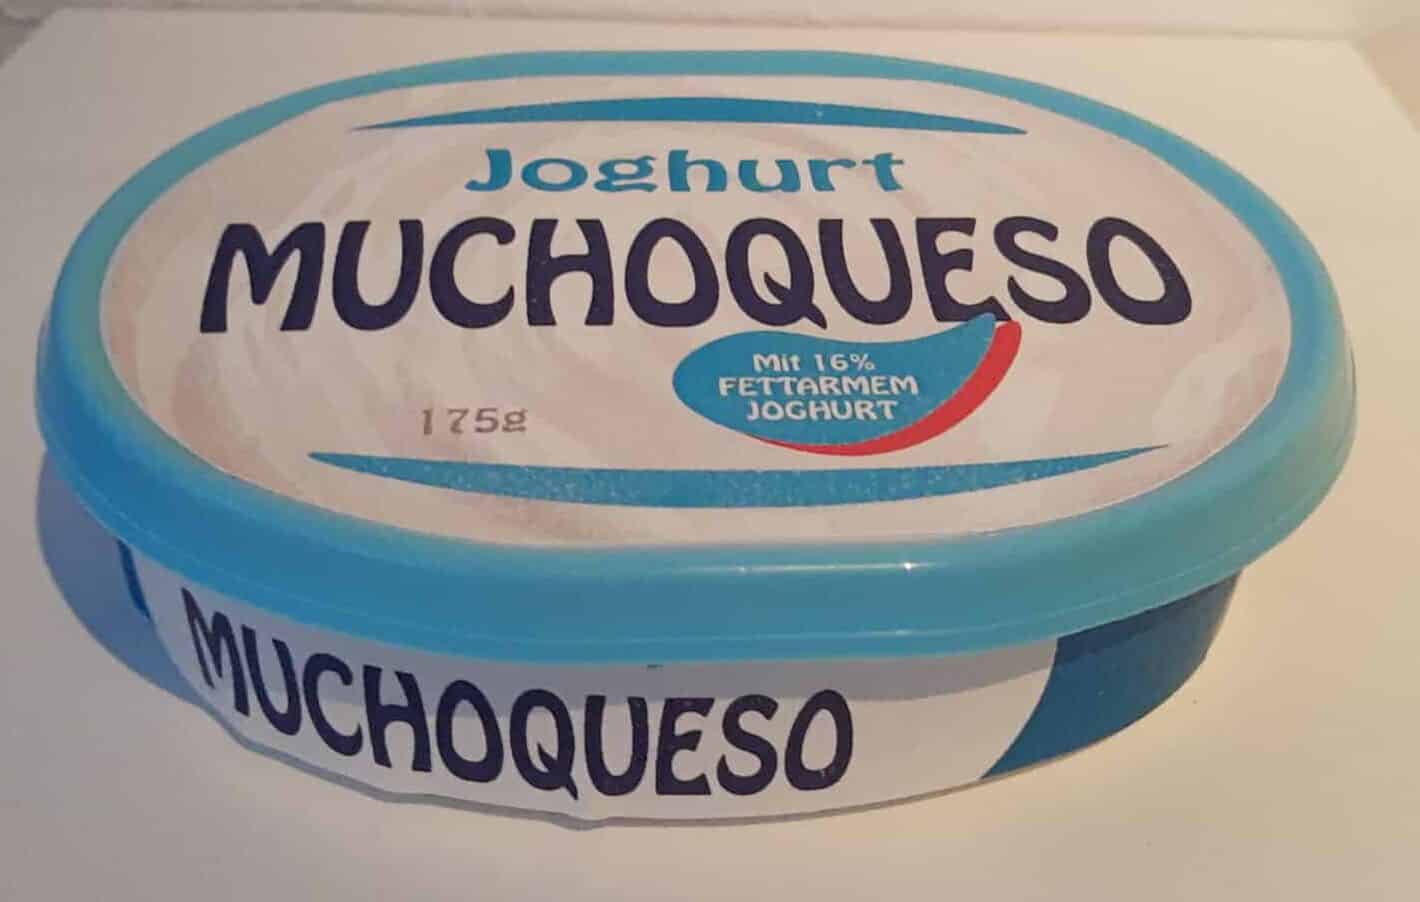 Joghurt
MUCHOQUESO
Mit 16%
FETTARMEM
JOGHURT
175g
MUCHOQUESO